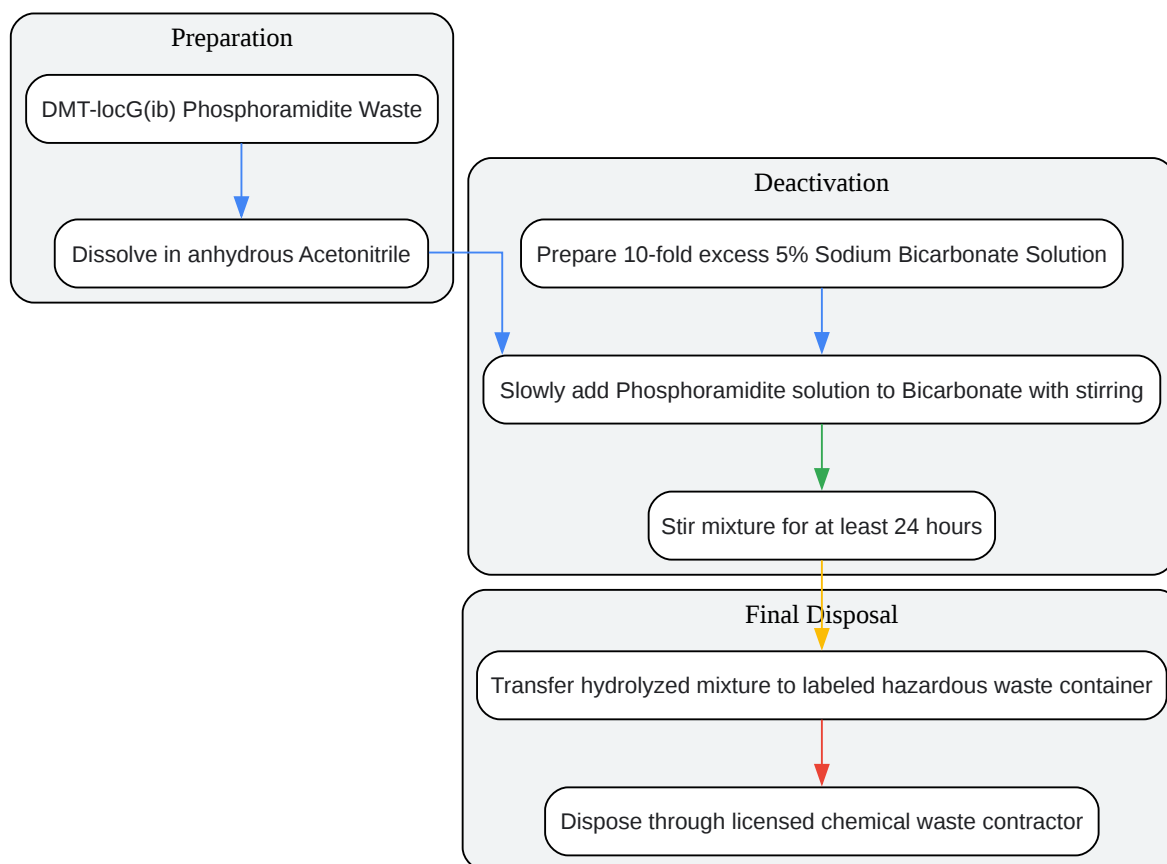 Preparation
DMT-locG(ib) Phosphoramidite Waste
Dissolve in anhydrous Acetonitrile
Deactivation
Prepare 10-fold excess 5% Sodium Bicarbonate Solution
Slowly add Phosphoramidite solution to Bicarbonate with stirring
Stir mixture for at least 24 hours
Final Disposal
Transfer hydrolyzed mixture to labeled hazardous waste container
Dispose through licensed chemical waste contractor